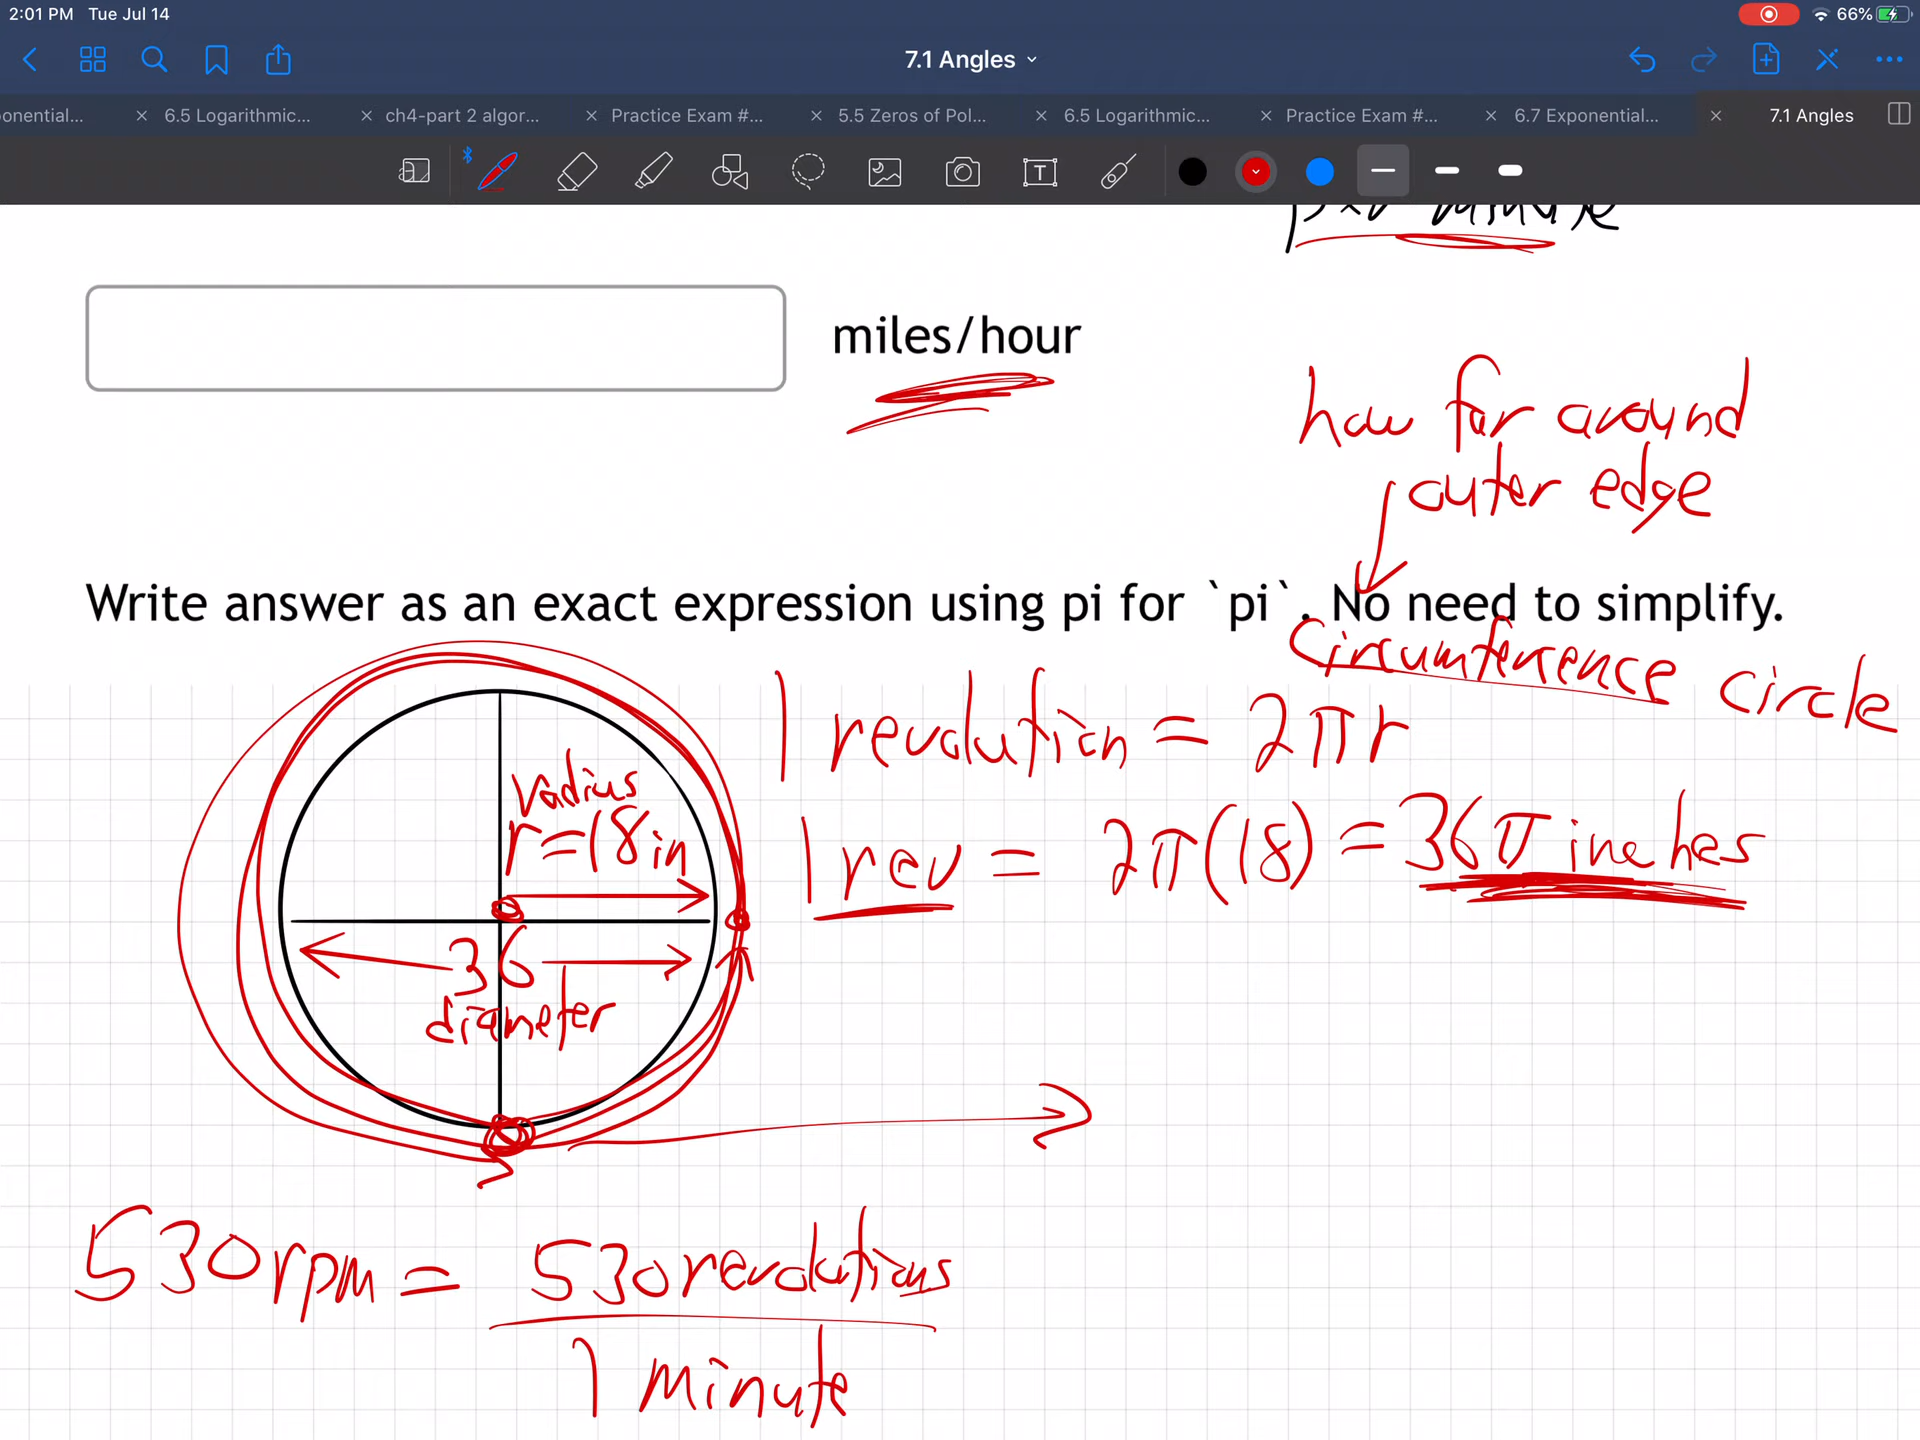 2:01 PM Tue Jul 14
66%
7.1 Angles
onential...
6.5 Logarithmic...
ch4-part 2 algor...
Practice Exam #...
5.5 Zeros of Pol...
6.5 Logarithmic...
Practice Exam #...
6.7 Exponential...
7.1 Angles
T
per minute
miles/hour
how far around
outer edge
Write answer as an exact expression using pi for `pi`. No need to simplify.
Circumference circle
1 revolution = 2πr
radius
r=18in
1 rev = 2π(18) = 36π inches
36
diameter
530rpm = 530revolutions
1 minute